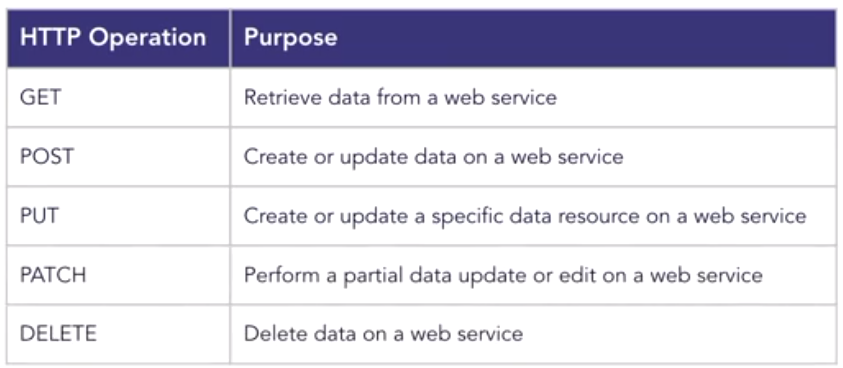 HTTP Operation Purpose
GET Retrieve data from a web service
POST Create or update data on a web service
PUT Create or update a specific data resource on a web service
PATCH Perform a partial data update or edit on a web service
DELETE Delete data on a web service